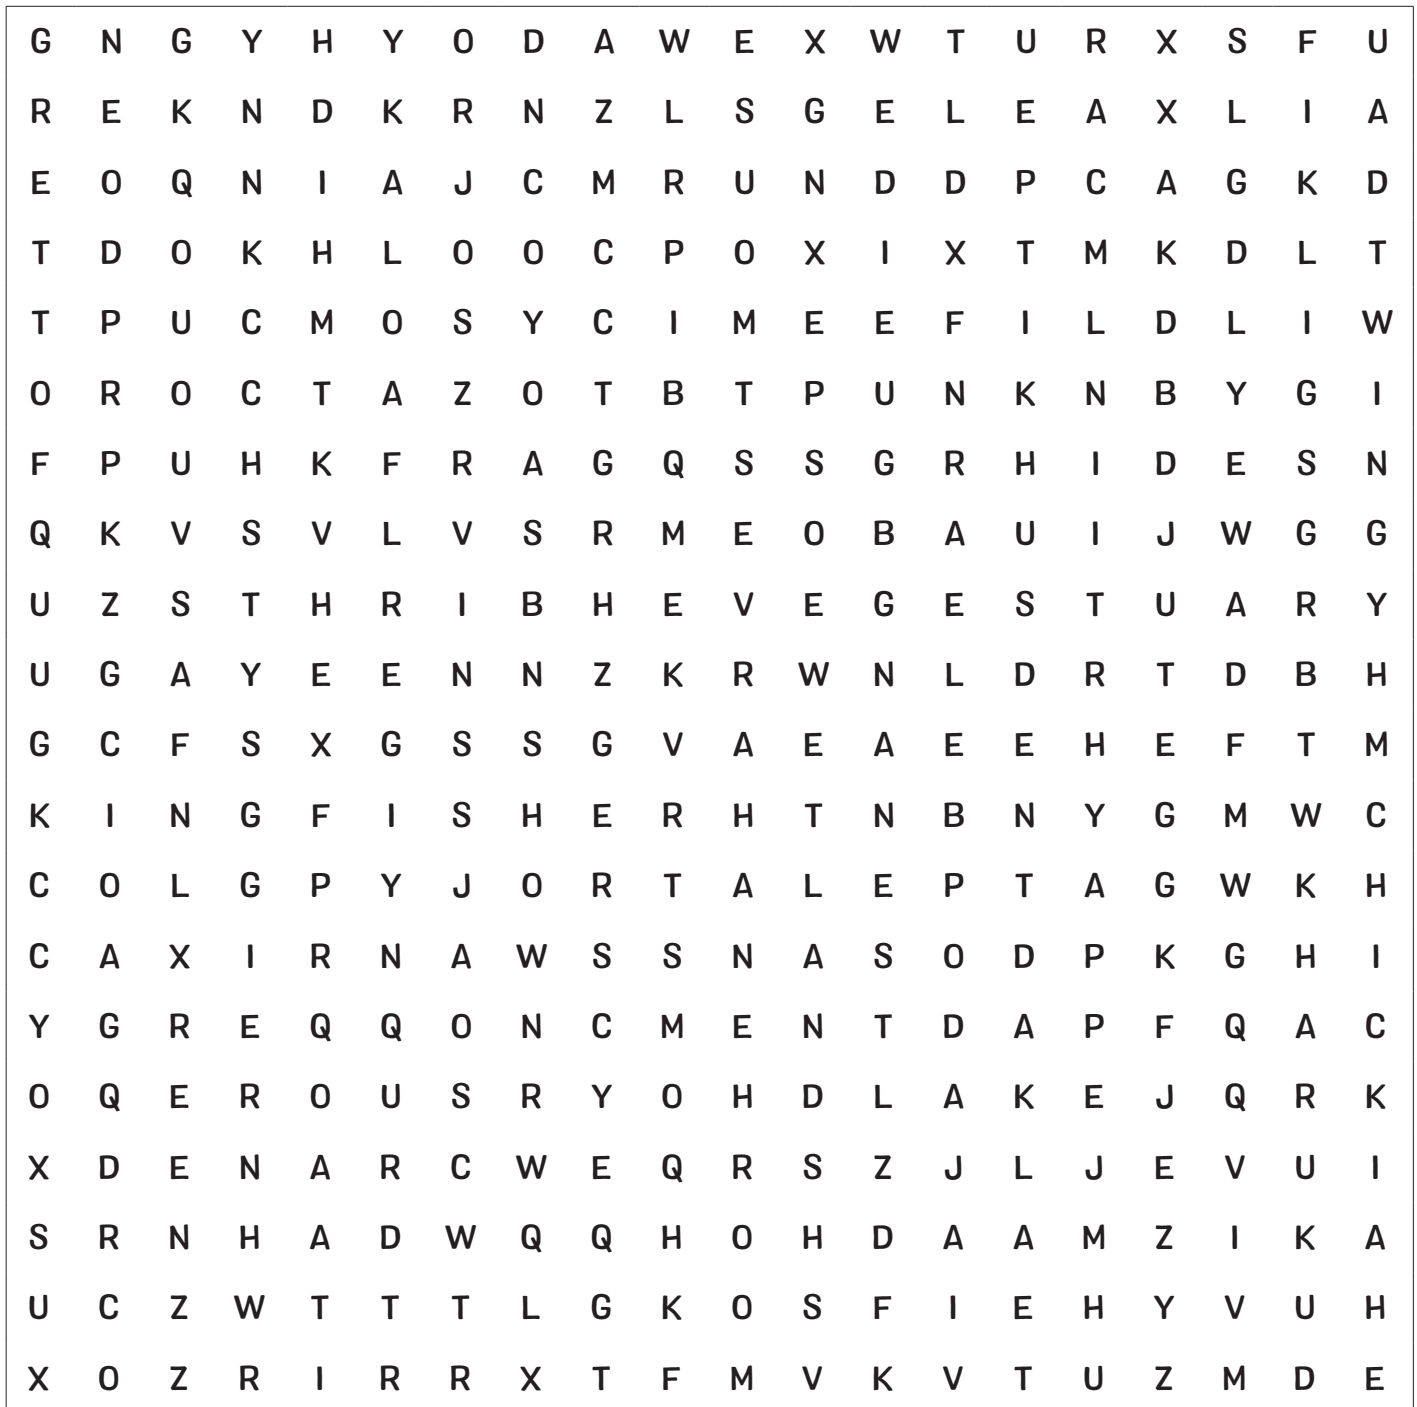 G N G Y H Y O D A W E X W T U R X S F U
R E K N D K R N Z L S G E L E A X L I A
E O Q N I A J C M R U N D D P C A G K D
T D O K H L O O C P O X I X T M K D L T
T P U C M O S Y C I M E E F I L D L I W
O R O C T A Z O T B T P U N K N B Y G I
F P U H K F R A G Q S S G R H I D E S N
Q K V S V L V S R M E O B A U I J W G G
U Z S T H R I B H E V E G E S T U A R Y
U G A Y E E N N Z K R W N L D R T D B H
G C F S X G S S G V A E A E E H E F T M
K I N G F I S H E R H T N B N Y G M W C
C O L G P Y J O R T A L E P T A G W K H
C A X I R N A W S S N A S O D P K G H I
Y G R E Q Q O N C M E N T D A P F Q A C
O Q E R O U S R Y O H D L A K E J Q R K
X D E N A R C W E Q R S Z J L J E V U I
S R N H A D W Q Q H O H D A A M Z I K A
U C Z W T T T L G K O S F I E H Y V U H
X O Z R I R R X T F M V K V T U Z M D E